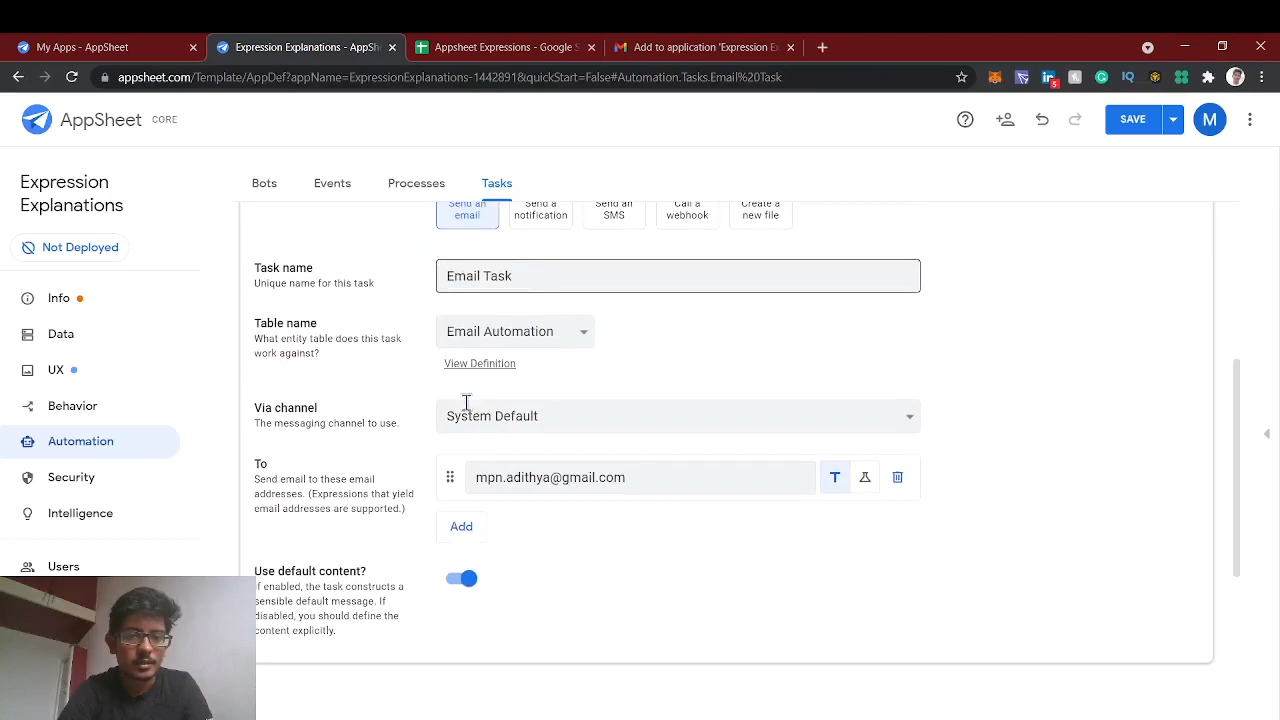 My Apps - AppSheet
Expression Explanations - AppSh
Appsheet Expressions - Google S
Add to application 'Expression Ex
appsheet.com/Template/AppDef?appName=ExpressionExplanations-1442891&quickStart=False#Automation.Tasks.Email%20Task
5
AppSheet CORE
SAVE
M
Expression
Explanations
Not Deployed
Info
Data
UX
Behavior
Automation
Security
Intelligence
Users
Bots
Events
Processes
Tasks
Send an
email
Send a
notification
Send an
SMS
Call a
webhook
Create a
new file
Task name
Unique name for this task
Email Task
Table name
What entity table does this task
work against?
Email Automation
View Definition
Via channel
The messaging channel to use.
System Default
To
Send email to these email
addresses. (Expressions that yield
email addresses are supported.)
mpn.adithya@gmail.com
T
Add
Use default content?
If enabled, the task constructs a
sensible default message. If
disabled, you should define the
content explicitly.